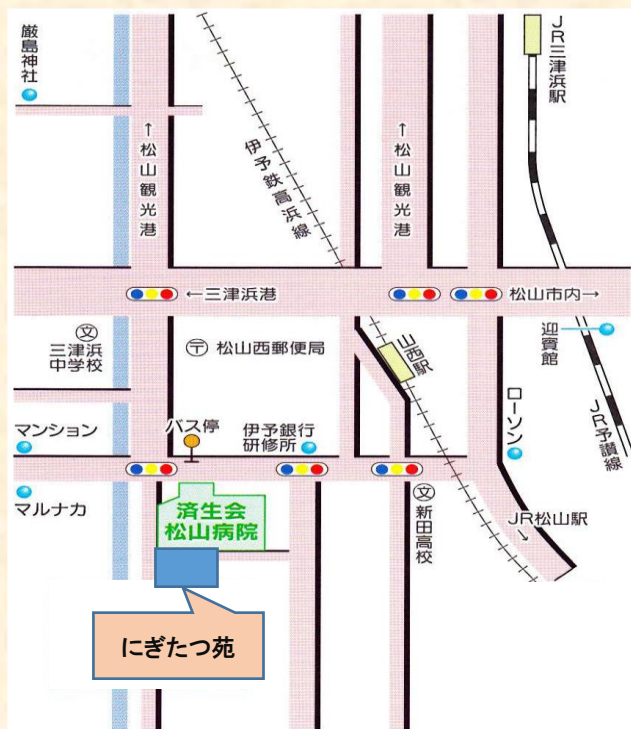 厳島神社
JR三津浜駅
↑松山観光港
伊予鉄高浜線
↑松山観光港
←三津浜港
松山市内→
文
三津浜
中学校
〒 松山西郵便局
山西駅
迎賓館
JR予讃線
ローソン
マンション
バス停
伊予銀行
研修所
マルナカ
済生会
松山病院
文
新田高校
JR松山駅
↓
にぎたつ苑